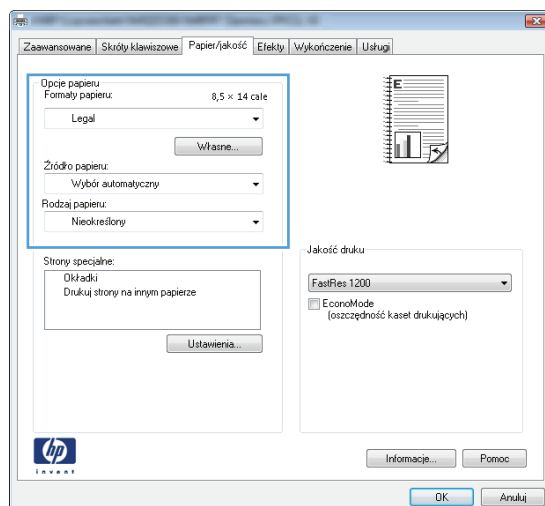 Zaawansowane Skróty klawiszowe Papier/jakość Efekty Wykończenie Usługi
Opcje papieru
Formaty papieru: 8,5 × 14 cale
Legal
Własne...
Źródło papieru:
Wybór automatyczny
Rodzaj papieru:
Nieokreślony
Strony specjalne:
Okładki
Drukuj strony na innym papierze
Ustawienia...
E
Jakość druku
FastRes 1200
EconoMode
(oszczędność kaset drukujących)
hp
invent
Informacje... Pomoc
OK Anuluj